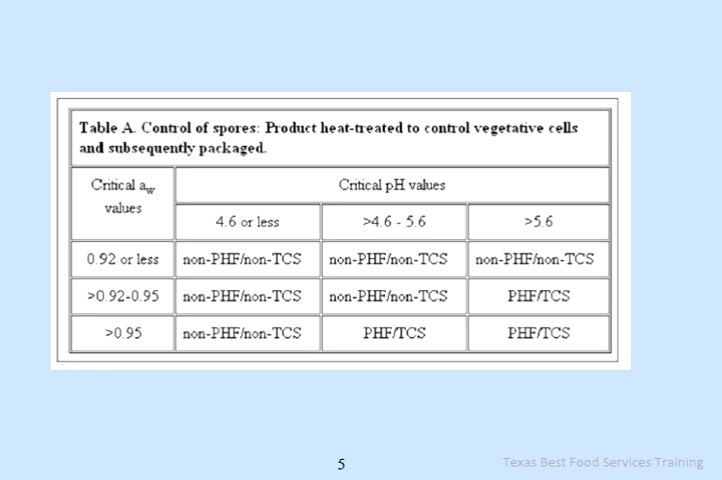 Table A. Control of spores: Product heat-treated to control vegetative cells
and subsequently packaged.
Critical aw
values
Critical pH values
4.6 or less
>4.6 - 5.6
>5.6
0.92 or less
non-PHF/non-TCS
non-PHF/non-TCS
non-PHF/non-TCS
>0.92-0.95
non-PHF/non-TCS
non-PHF/non-TCS
PHF/TCS
>0.95
non-PHF/non-TCS
PHF/TCS
PHF/TCS
5
Texas Best Food Services Training